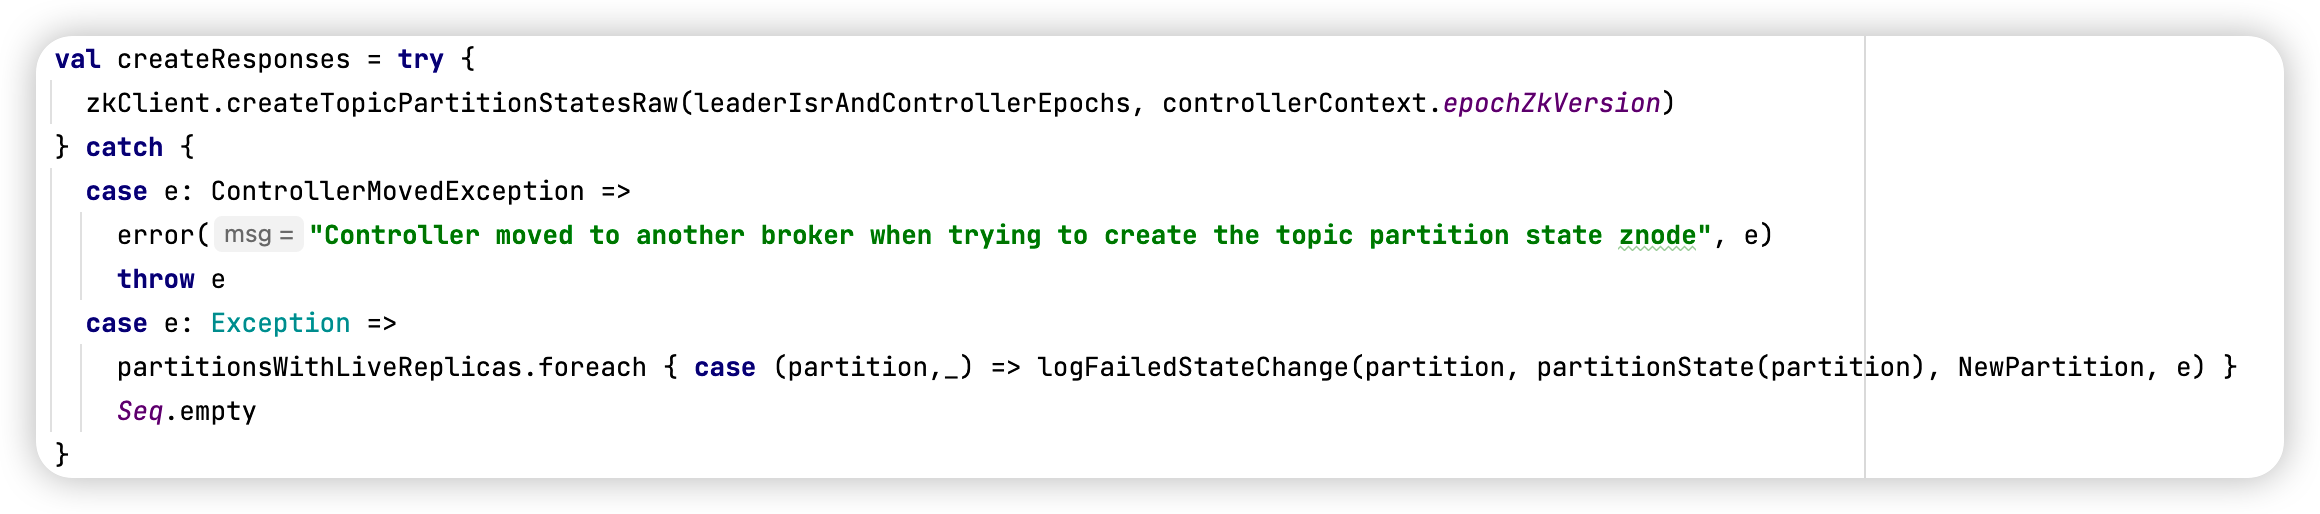 val createResponses = try {
zkClient.createTopicPartitionStatesRaw(leaderIsrAndControllerEpochs, controllerContext.epochZkVersion)
} catch {
case e: ControllerMovedException =>
error( msg = "Controller moved to another broker when trying to create the topic partition state znode", e)
throw e
case e: Exception =>
partitionsWithLiveReplicas.foreach { case (partition,_) => logFailedStateChange(partition, partitionState(partition), NewPartition, e) }
Seq.empty
}